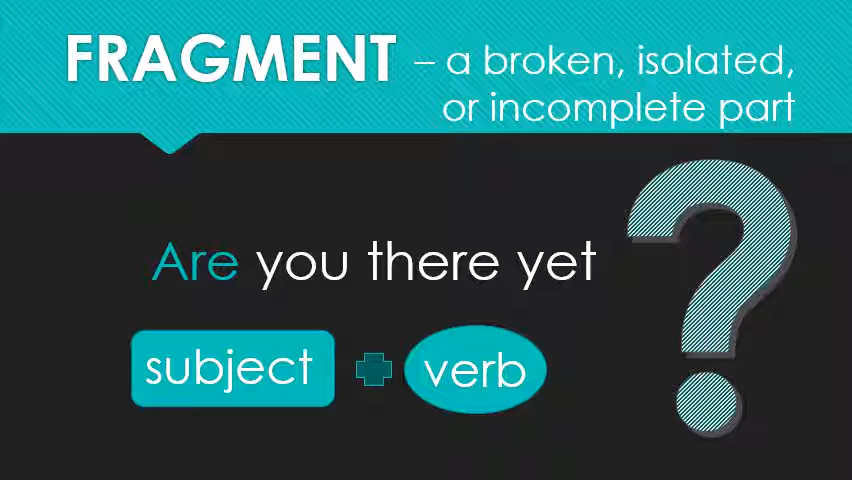 FRAGMENT – a broken, isolated,
or incomplete part
Are you there yet ?
subject + verb